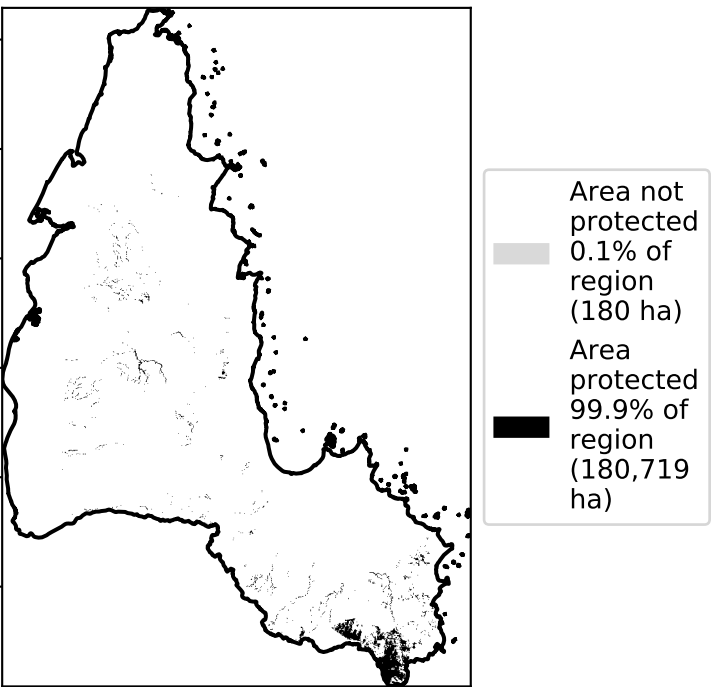 Area not
protected
0.1% of
region
(180 ha)
Area
protected
99.9% of
region
(180,719
ha)